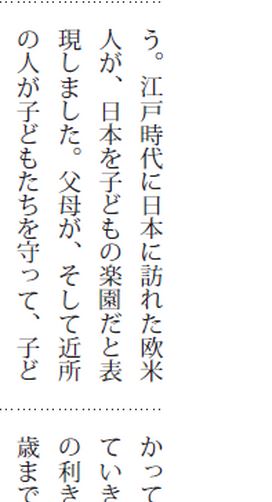 う。江戸時代に日本に訪れた欧米
人が、日本を子どもの楽園だと表
現しました。父母が、そして近所
の人が子どもたちを守って、子ど
かって
ていき
の利き
歳まで